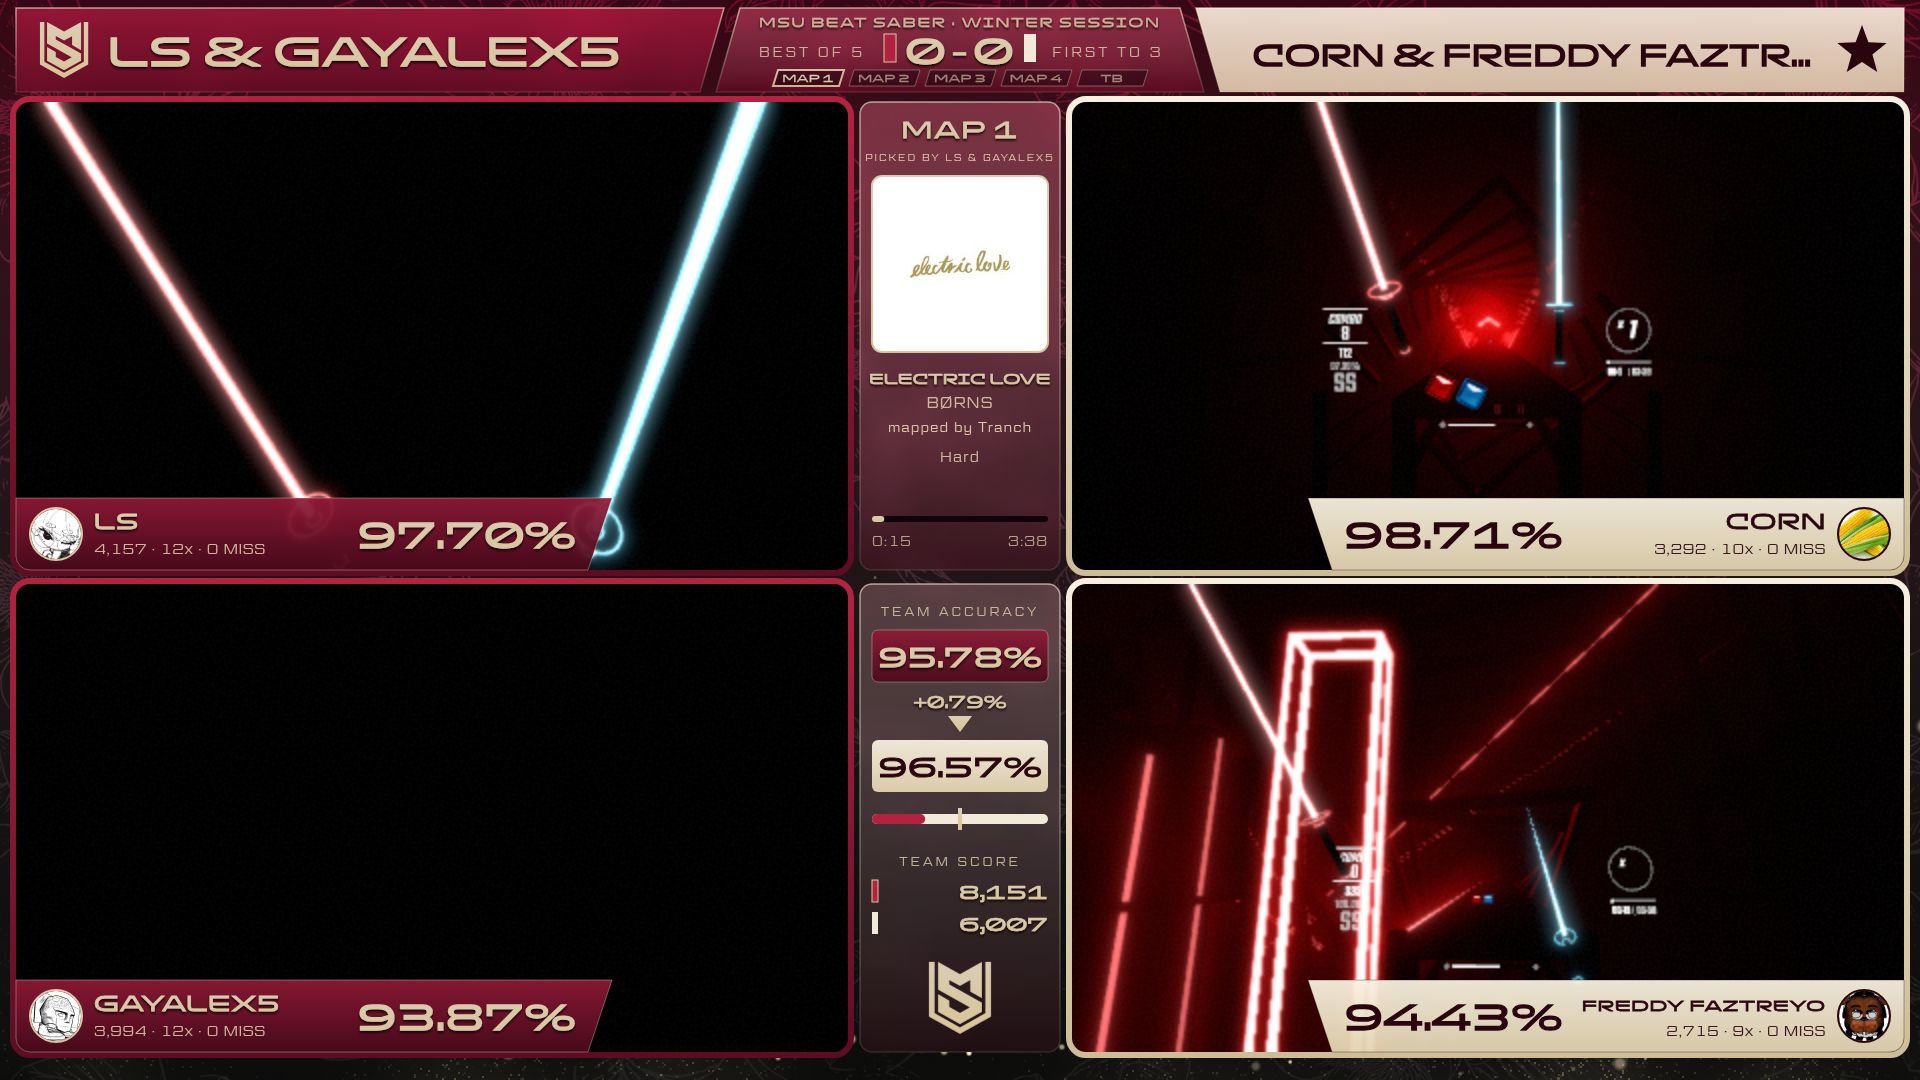 LS & GAYALEX5
MSU BEAT SABER · WINTER SESSION
BEST OF 5
0-0
FIRST TO 3
MAP 1
MAP 2
MAP 3
MAP 4
TB
CORN & FREDDY FAZTR...
MAP 1
PICKED BY LS & GAYALEX5
electric love
ELECTRIC LOVE
BØRNS
mapped by Tranch
Hard
0:15
3:38
LS
4,157 · 12x · 0 MISS
97.70%
8
SS
98.71%
CORN
3,292 · 10x · 0 MISS
TEAM ACCURACY
95.78%
+0.79%
96.57%
TEAM SCORE
8,151
6,007
GAYALEX5
3,994 · 12x · 0 MISS
93.87%
SS
94.43%
FREDDY FAZTREYO
2,715 · 9x · 0 MISS